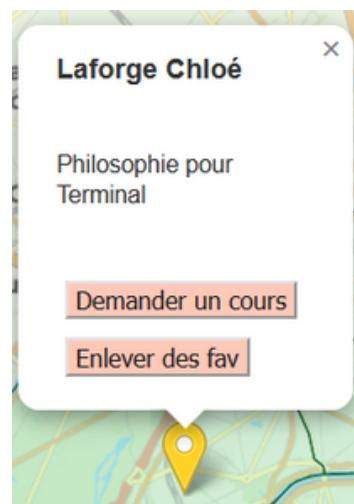 ×
Laforge Chloé
Philosophie pour
Terminal
Demander un cours
Enlever des fav